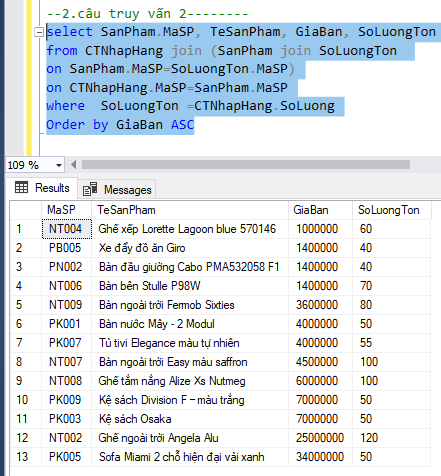 --2.câu truy vấn 2--------
select SanPham.MaSP, TeSanPham, GiaBan, SoLuongTon
from CTNhapHang join (SanPham join SoLuongTon
on SanPham.MaSP=SoLuongTon.MaSP)
on CTNhapHang.MaSP=SanPham.MaSP
where  SoLuongTon =CTNhapHang.SoLuong
Order by GiaBan ASC
109 %
Results Messages
MaSP TeSanPham GiaBan SoLuongTon
1 NT004 Ghế xếp Lorette Lagoon blue 570146 1000000 60
2 PB005 Xe đẩy đồ ăn Giro 1400000 40
3 PN002 Bàn đầu giường Cabo PMA532058 F1 1400000 40
4 NT006 Bàn bên Stulle P98W 1400000 70
5 NT009 Bàn ngoài trời Fermob Sixties 3600000 80
6 PK001 Bàn nước Mây - 2 Modul 4000000 50
7 PK007 Tủ tivi Elegance màu tự nhiên 4000000 55
8 NT007 Bàn ngoài trời Easy màu saffron 4500000 100
9 NT008 Ghế tắm nắng Alize Xs Nutmeg 6000000 100
10 PK009 Kệ sách Division F – màu trắng 7000000 50
11 PK003 Kệ sách Osaka 7000000 50
12 NT002 Ghế ngoài trời Angela Alu 25000000 120
13 PK005 Sofa Miami 2 chỗ hiện đại vải xanh 34000000 50